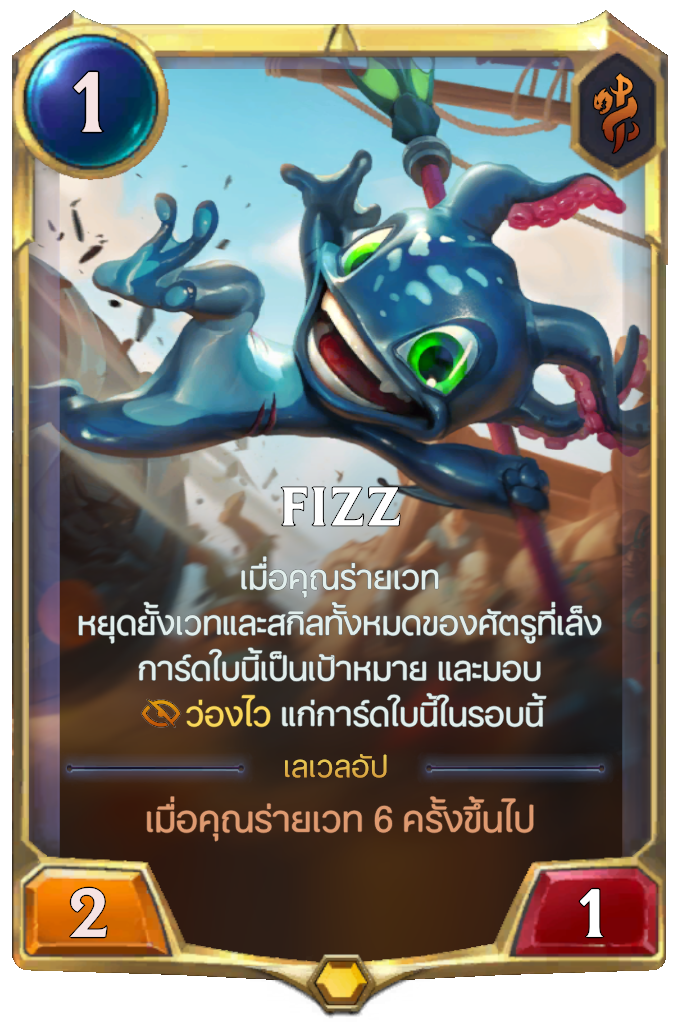 1
FIZZ
เมื่อคุณร่ายเวท
หยุดยั้งเวทและสกิลทั้งหมดของศัตรูที่เล็ง
การ์ดใบนี้เป็นเป้าหมาย และมอบ
ว่องไว แก่การ์ดใบนี้ในรอบนี้
เลเวลอัป
เมื่อคุณร่ายเวท 6 ครั้งขึ้นไป
2
1